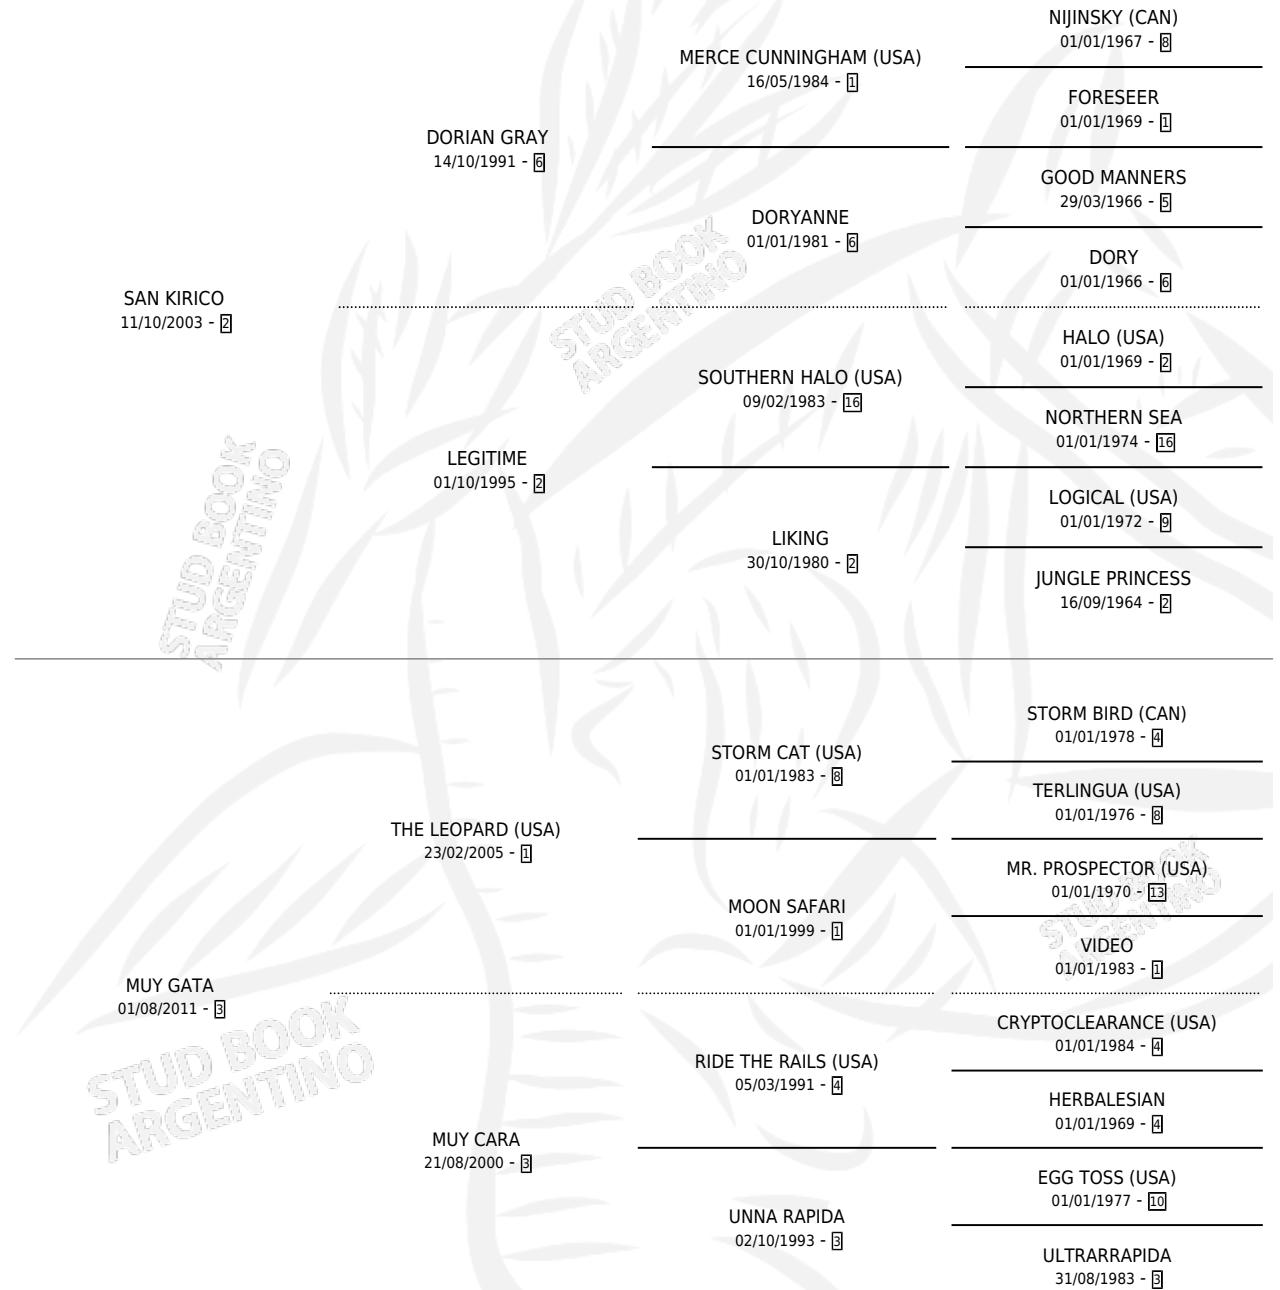 NIJINSKY (CAN)
01/01/1967 - 8
MERCE CUNNINGHAM (USA)
16/05/1984 - 1
FORESEER
01/01/1969 - 1
DORIAN GRAY
14/10/1991 - 6
GOOD MANNERS
29/03/1966 - 5
DORYANNE
01/01/1981 - 6
DORY
01/01/1966 - 6
SAN KIRICO
11/10/2003 - 2
STUD BOOK
ARGENTINO
HALO (USA)
01/01/1969 - 2
SOUTHERN HALO (USA)
09/02/1983 - 16
NORTHERN SEA
01/01/1974 - 16
LEGITIME
01/10/1995 - 2
LOGICAL (USA)
01/01/1972 - 9
LIKING
30/10/1980 - 2
JUNGLE PRINCESS
16/09/1964 - 2
STUD BOOK
ARGENTINO
STORM BIRD (CAN)
01/01/1978 - 4
STORM CAT (USA)
01/01/1983 - 8
TERLINGUA (USA)
01/01/1976 - 8
THE LEOPARD (USA)
23/02/2005 - 1
MR. PROSPECTOR (USA)
01/01/1970 - 13
MOON SAFARI
01/01/1999 - 1
STUD BOOK
ARGENTINO
VIDEO
01/01/1983 - 1
MUY GATA
01/08/2011 - 3
STUD BOOK
ARGENTINO
CRYPTOCLEARANCE (USA)
01/01/1984 - 4
RIDE THE RAILS (USA)
05/03/1991 - 4
HERBALESIAN
01/01/1969 - 4
MUY CARA
21/08/2000 - 3
EGG TOSS (USA)
01/01/1977 - 10
UNNA RAPIDA
02/10/1993 - 3
ULTRARRAPIDA
31/08/1983 - 3